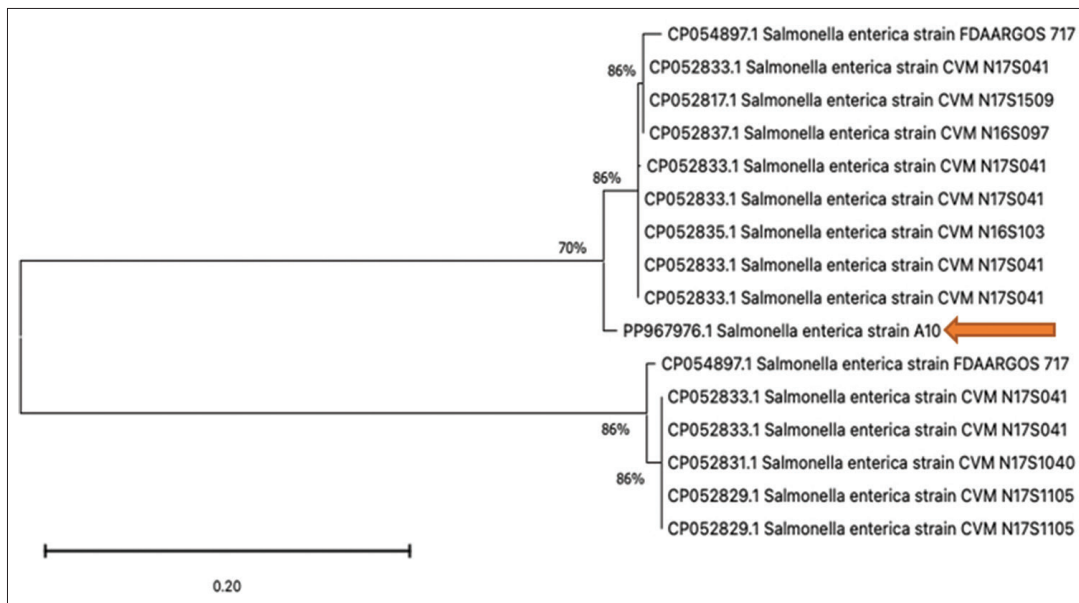 CP054897.1 Salmonella enterica strain FDAARGOS 717
86%
CP052833.1 Salmonella enterica strain CVM N17S041
CP052817.1 Salmonella enterica strain CVM N17S1509
CP052837.1 Salmonella enterica strain CVM N16S097
CP052833.1 Salmonella enterica strain CVM N17S041
86%
CP052833.1 Salmonella enterica strain CVM N17S041
CP052835.1 Salmonella enterica strain CVM N16S103
70%
CP052833.1 Salmonella enterica strain CVM N17S041
CP052833.1 Salmonella enterica strain CVM N17S041
PP967976.1 Salmonella enterica strain A10
CP054897.1 Salmonella enterica strain FDAARGOS 717
CP052833.1 Salmonella enterica strain CVM N17S041
86%
CP052833.1 Salmonella enterica strain CVM N17S041
CP052831.1 Salmonella enterica strain CVM N17S1040
86%
CP052829.1 Salmonella enterica strain CVM N17S1105
CP052829.1 Salmonella enterica strain CVM N17S1105
0.20